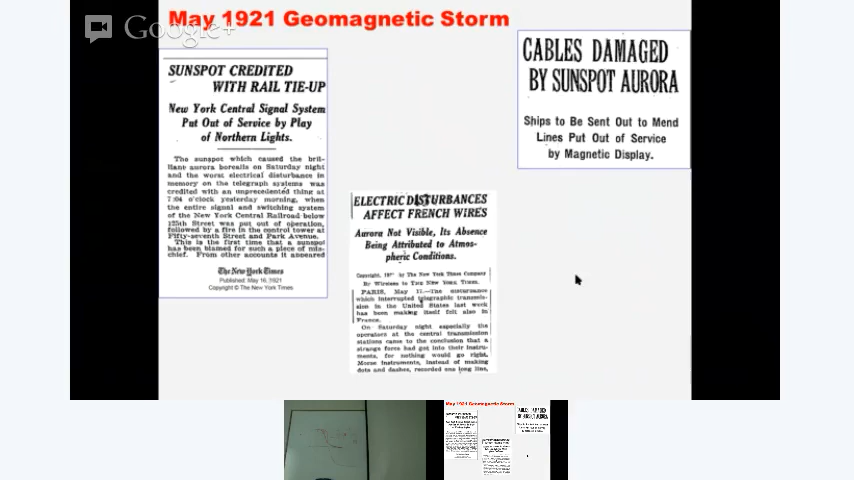 May 1921 Geomagnetic Storm
Google+
SUNSPOT CREDITED
WITH RAIL TIE-UP
New York Central Signal System
Put Out of Service by Play
of Northern Lights.
The sunspot which caused the bril-
liant aurora borealis on Saturday night
and the worst electrical disturbance in
memory on the telegraph systems was
credited with an unprecedented thing at
7:04 o'clock yesterday morning, when
the entire signal and switching system
of the New York Central Railroad below
125th Street was put out of operation,
followed by a fire in the control tower at
Fifty-seventh Street and Park Avenue.
This is the first time that a sunspot
has been blamed for such a piece of mis-
chief. From other accounts it appeared
The New York Times
Published: May 16, 1921
Copyright © The New York Times
ELECTRIC DISTURBANCES
AFFECT FRENCH WIRES
Aurora Not Visible, Its Absence
Being Attributed to Atmos-
pheric Conditions.
Copyright, by The New York Times Company
By Wireless to THE NEW YORK TIMES.
PARIS, May The disturbance
which interrupted telegraphic transmis-
sion in the United States last week
has been making itself felt also in
France.
On Saturday night especially the
operators at the central transmission
stations came to the conclusion that a
strange force had got into their instru-
ments, for nothing would go right.
Morse instruments, instead of making
dots and dashes, recorded one long line,
CABLES DAMAGED
BY SUNSPOT AURORA
Ships to Be Sent Out to Mend
Lines Put Out of Service
by Magnetic Display.
May 1921 Geomagnetic Storm
CABLES DAMAGED
BY SUNSPOT AURORA